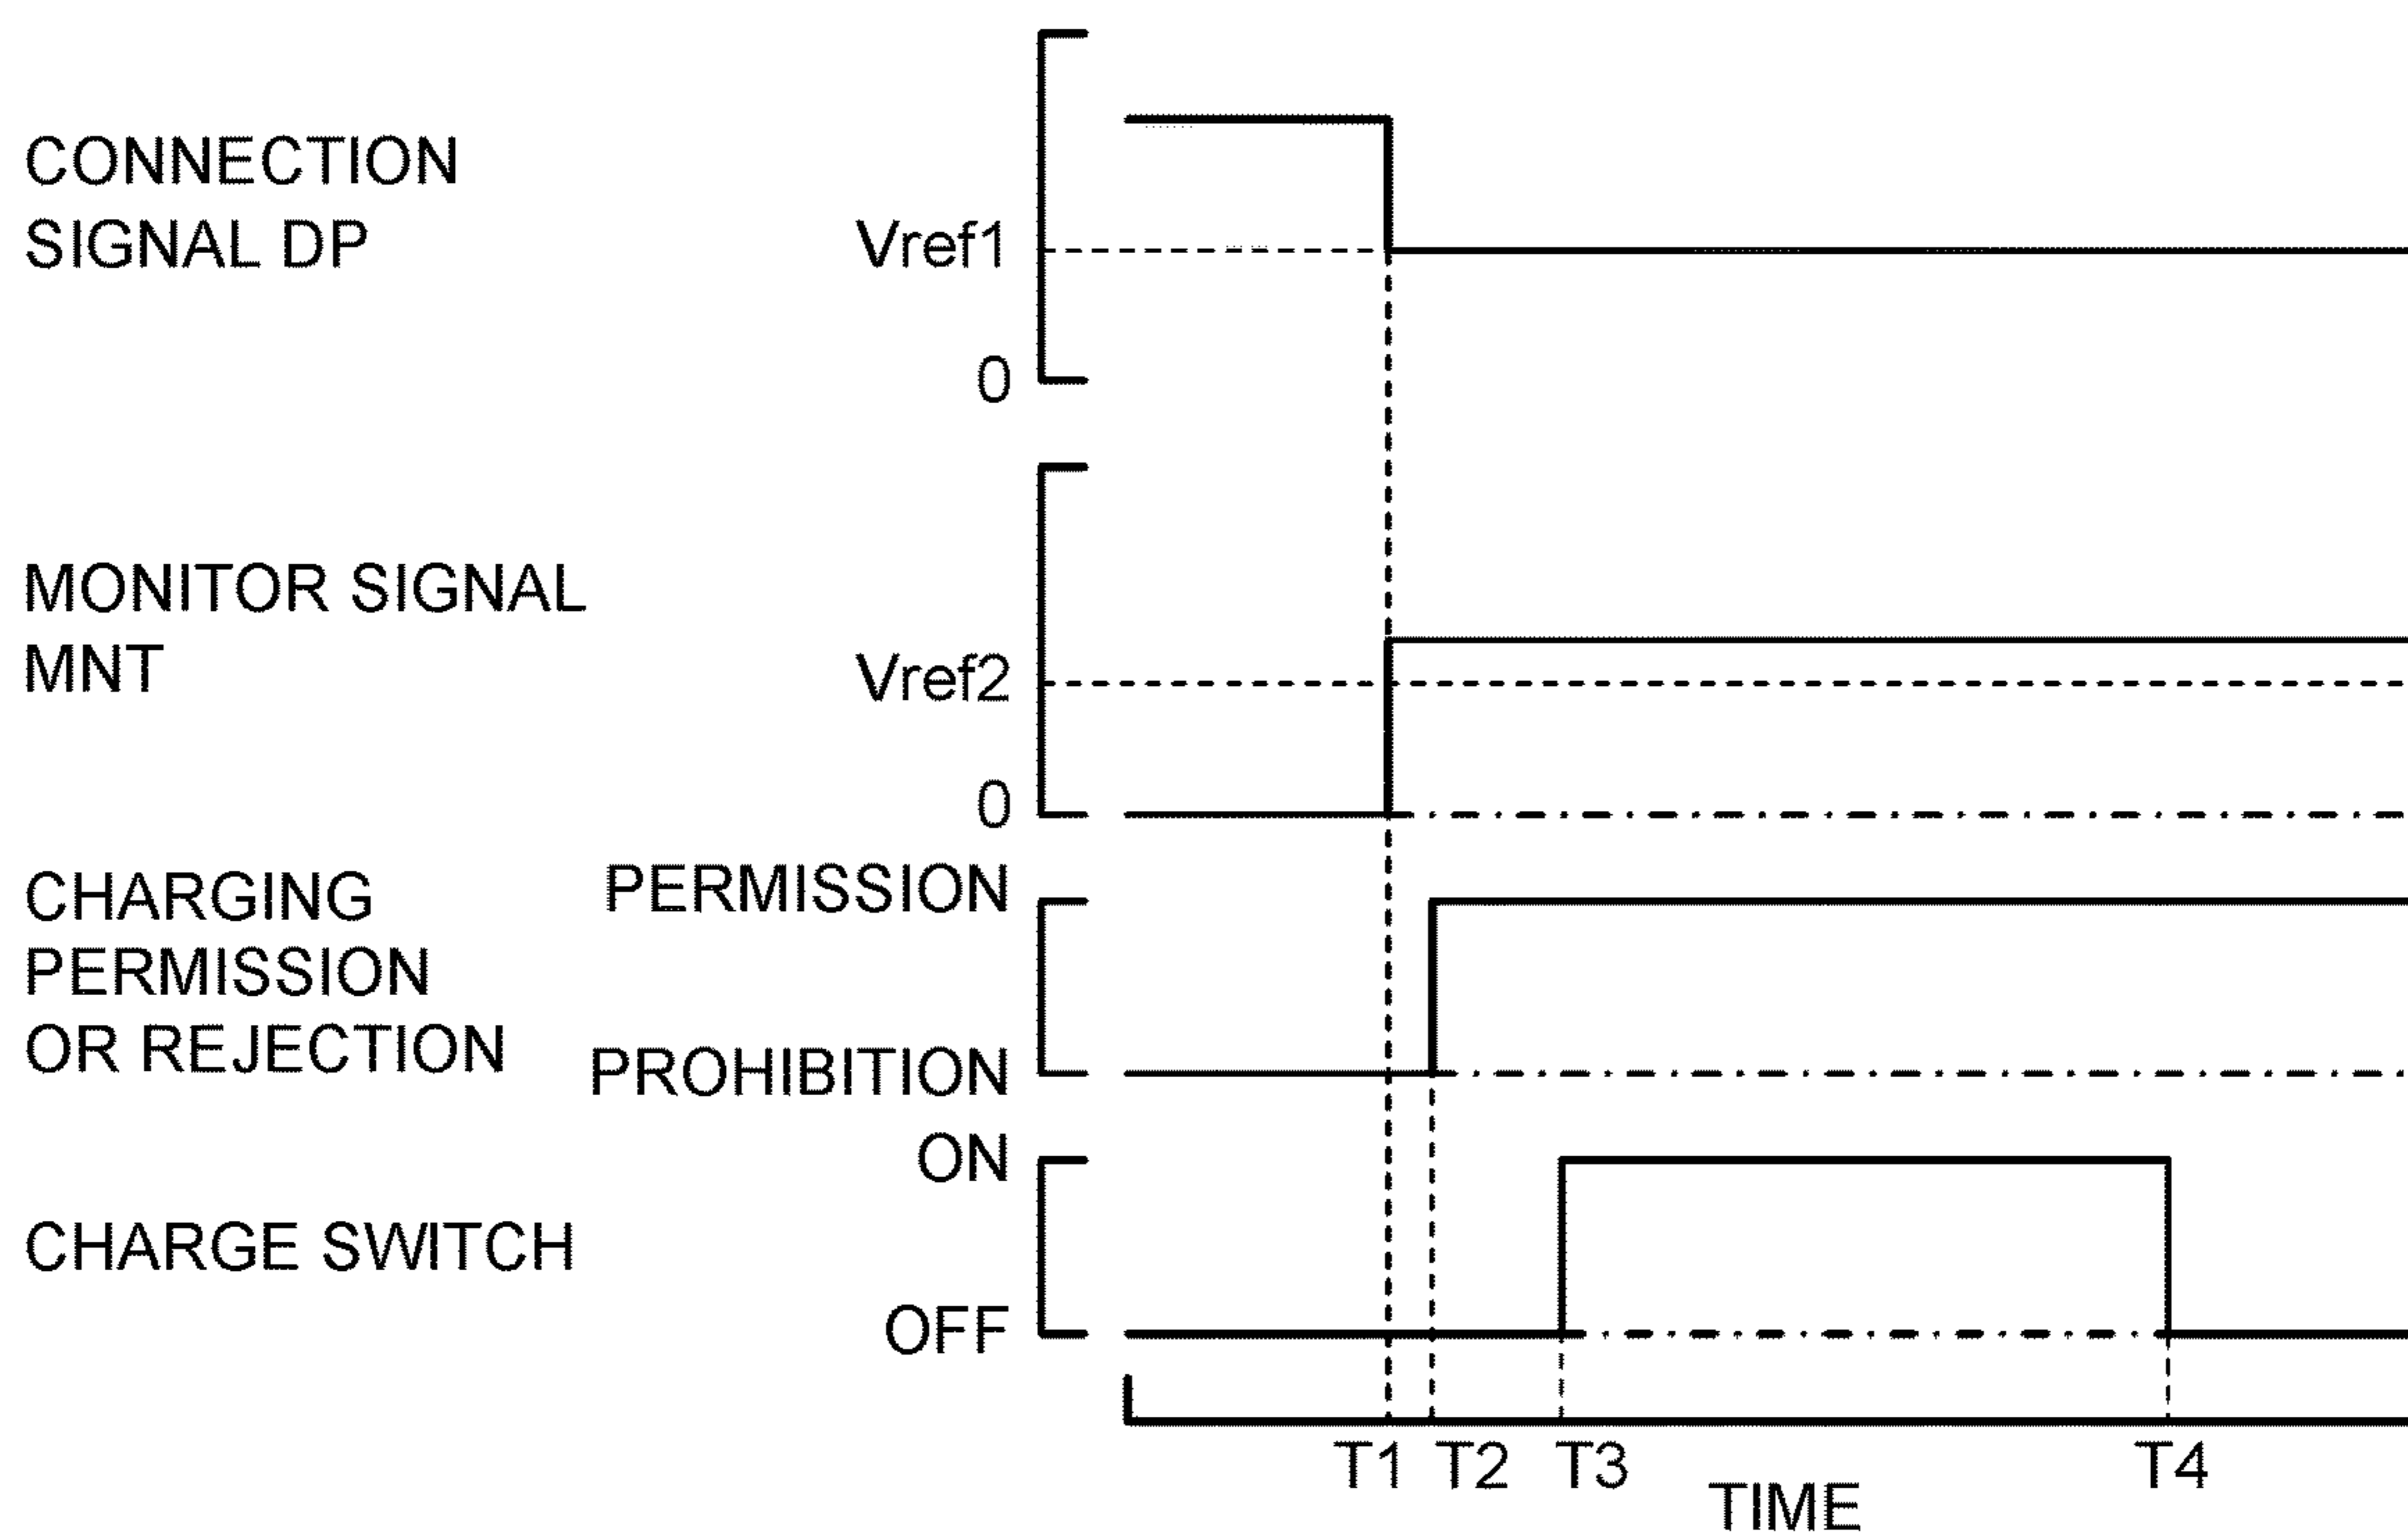 CONNECTION
SIGNAL DP
Vref1
0
MONITOR SIGNAL
MNT
Vref2
0
CHARGING
PERMISSION
OR REJECTION
PERMISSION
PROHIBITION
CHARGE SWITCH
ON
OFF
T1 T2 T3 T4
TIME